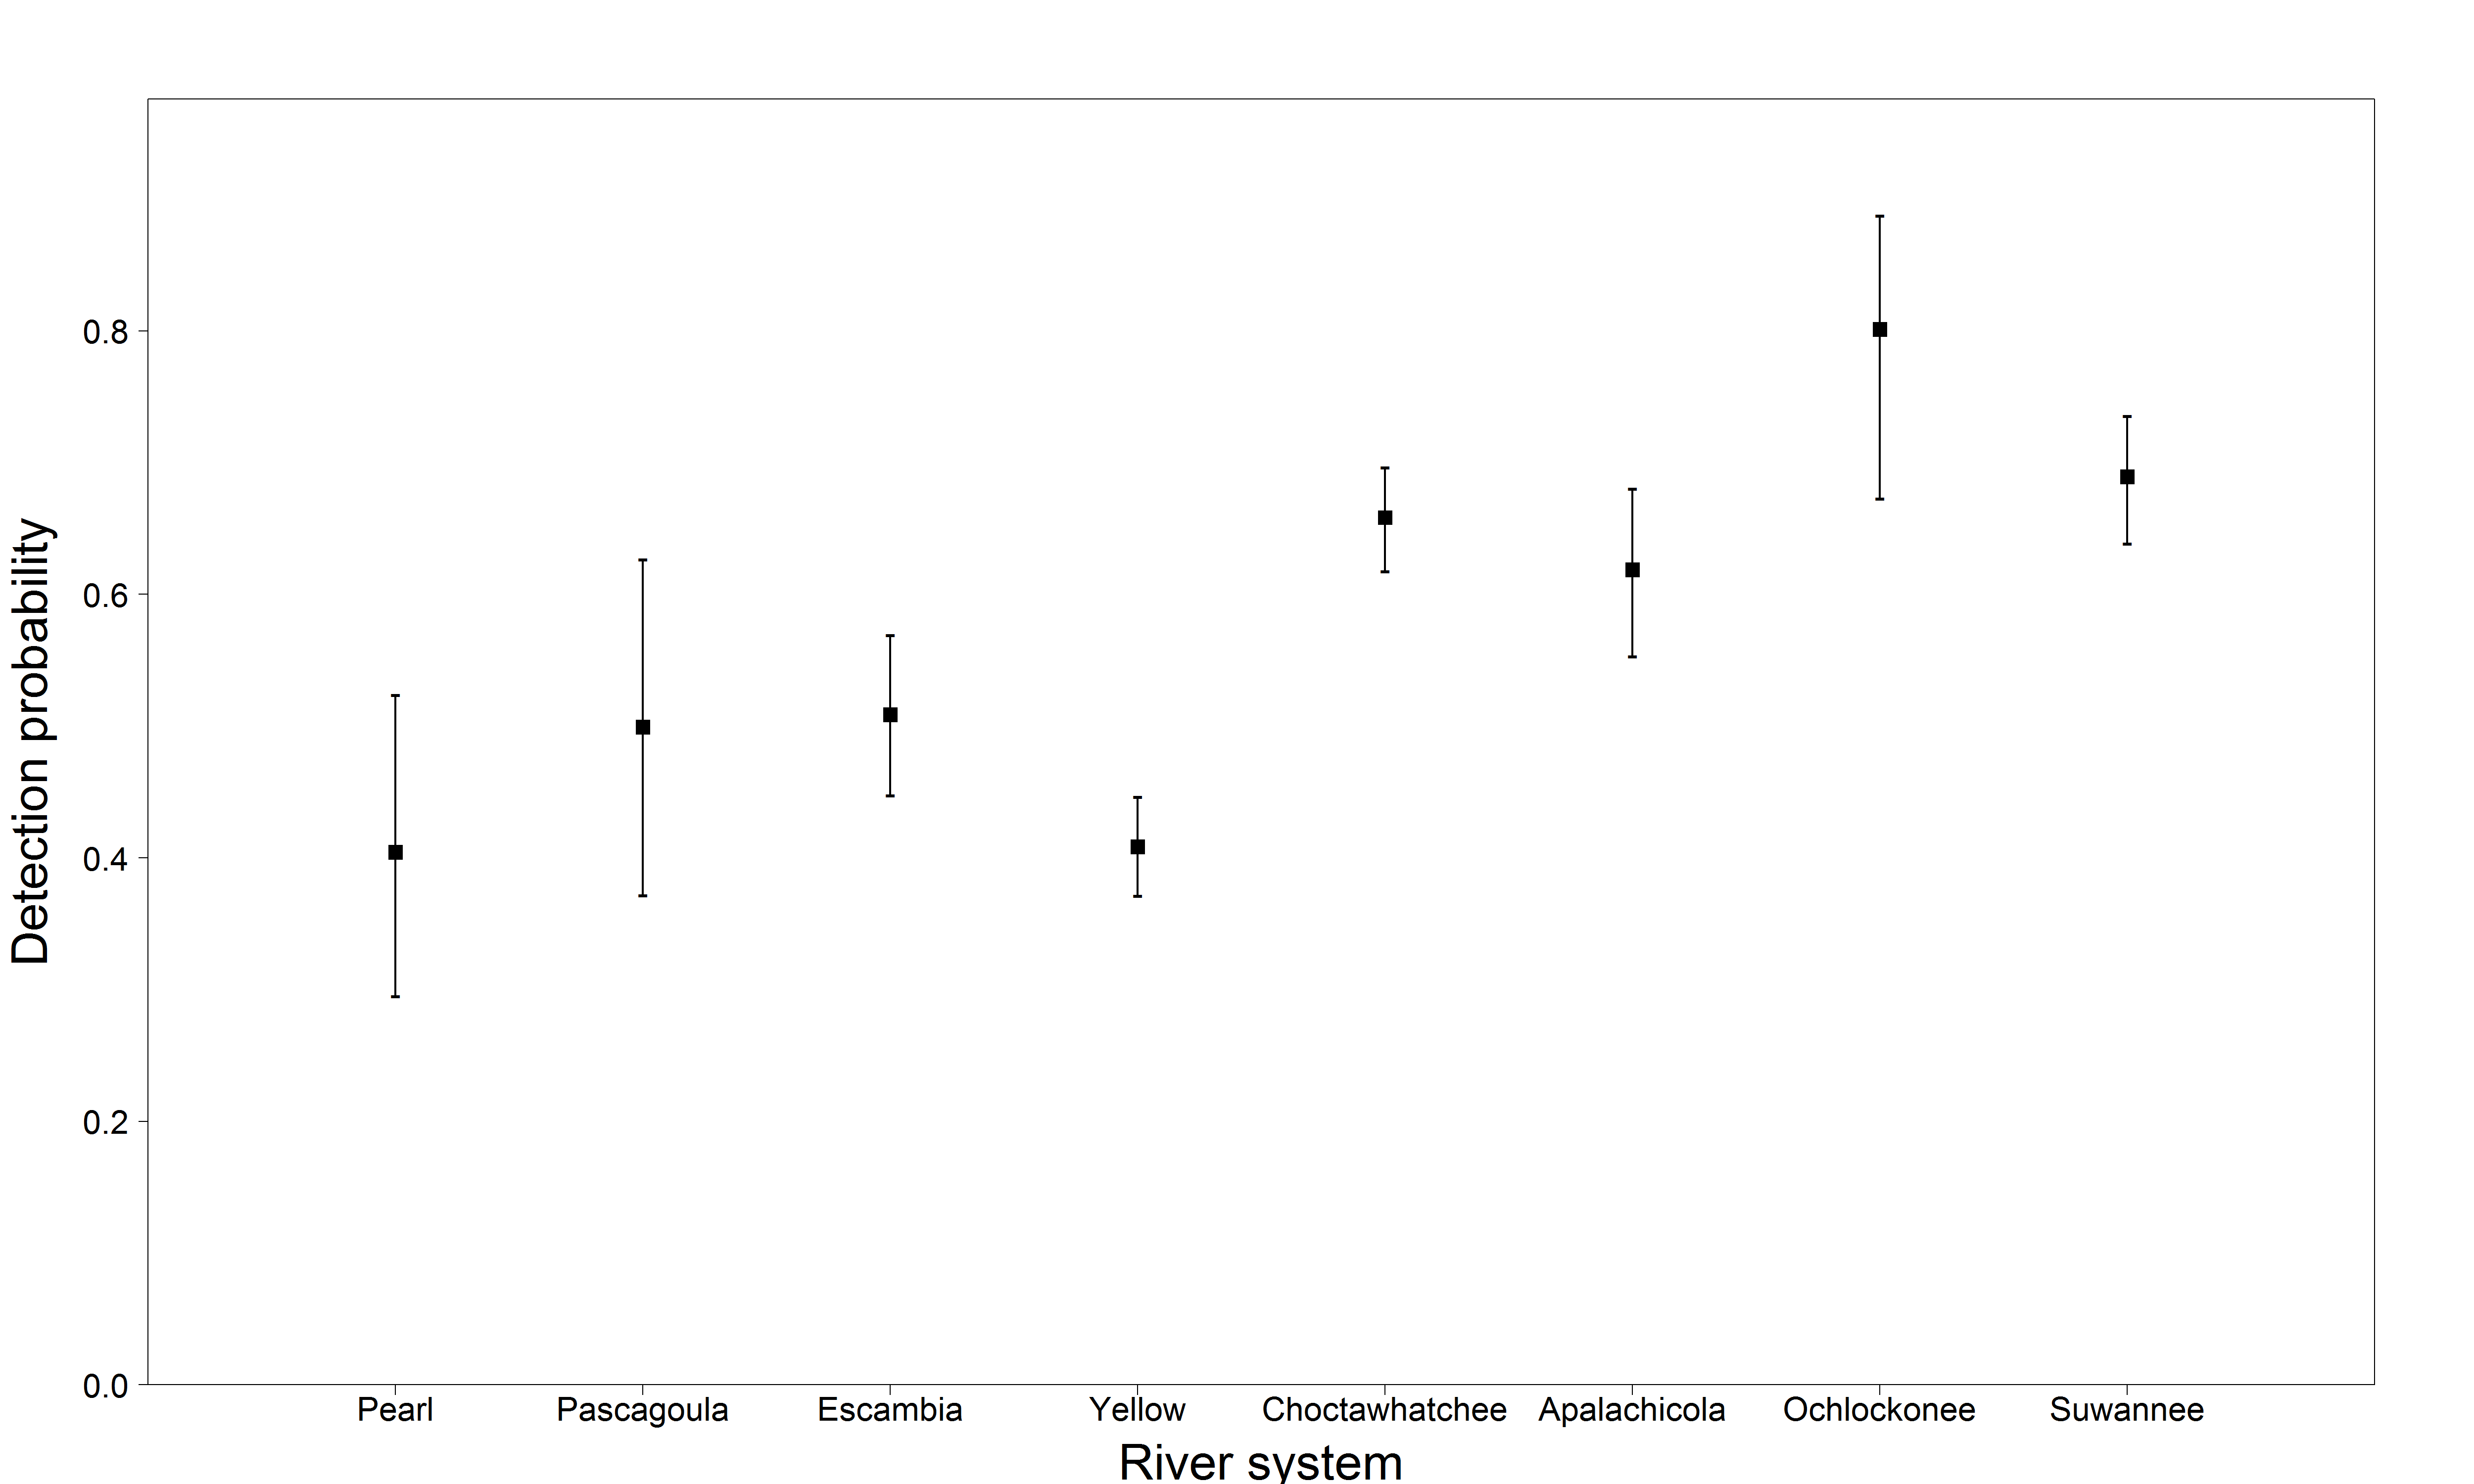 Detection probability
0.8
0.6
0.4
0.2
0.0
Pearl Pascagoula Escambia Yellow Choctawhatchee Apalachicola Ochlockonee Suwannee
River system